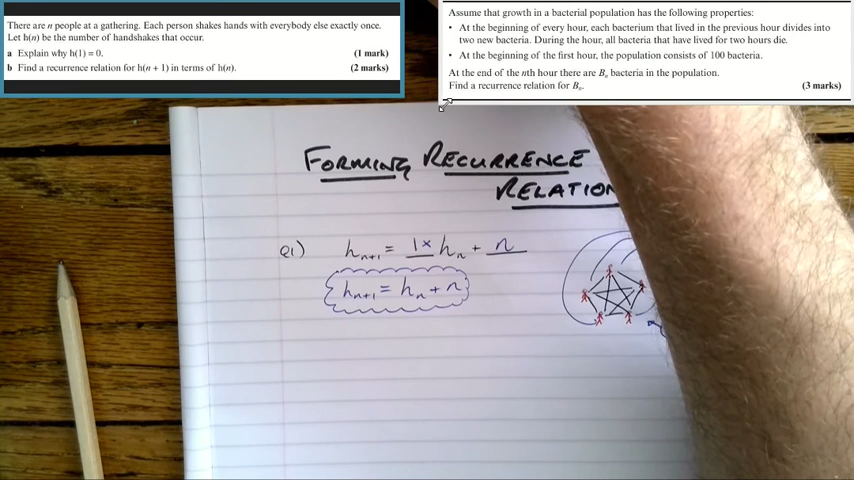 There are n people at a gathering. Each person shakes hands with everybody else exactly once.
Let h(n) be the number of handshakes that occur.
a Explain why h(1) = 0. (1 mark)
b Find a recurrence relation for h(n + 1) in terms of h(n). (2 marks)
Assume that growth in a bacterial population has the following properties:
• At the beginning of every hour, each bacterium that lived in the previous hour divides into
two new bacteria. During the hour, all bacteria that have lived for two hours die.
• At the beginning of the first hour, the population consists of 100 bacteria.
At the end of the nth hour there are Bₙ bacteria in the population.
Find a recurrence relation for Bₙ. (3 marks)
FORMING RECURRENCE
RELATION
Q1) hₙ₊₁ = 1× hₙ + n
hₙ₊₁ = hₙ + n